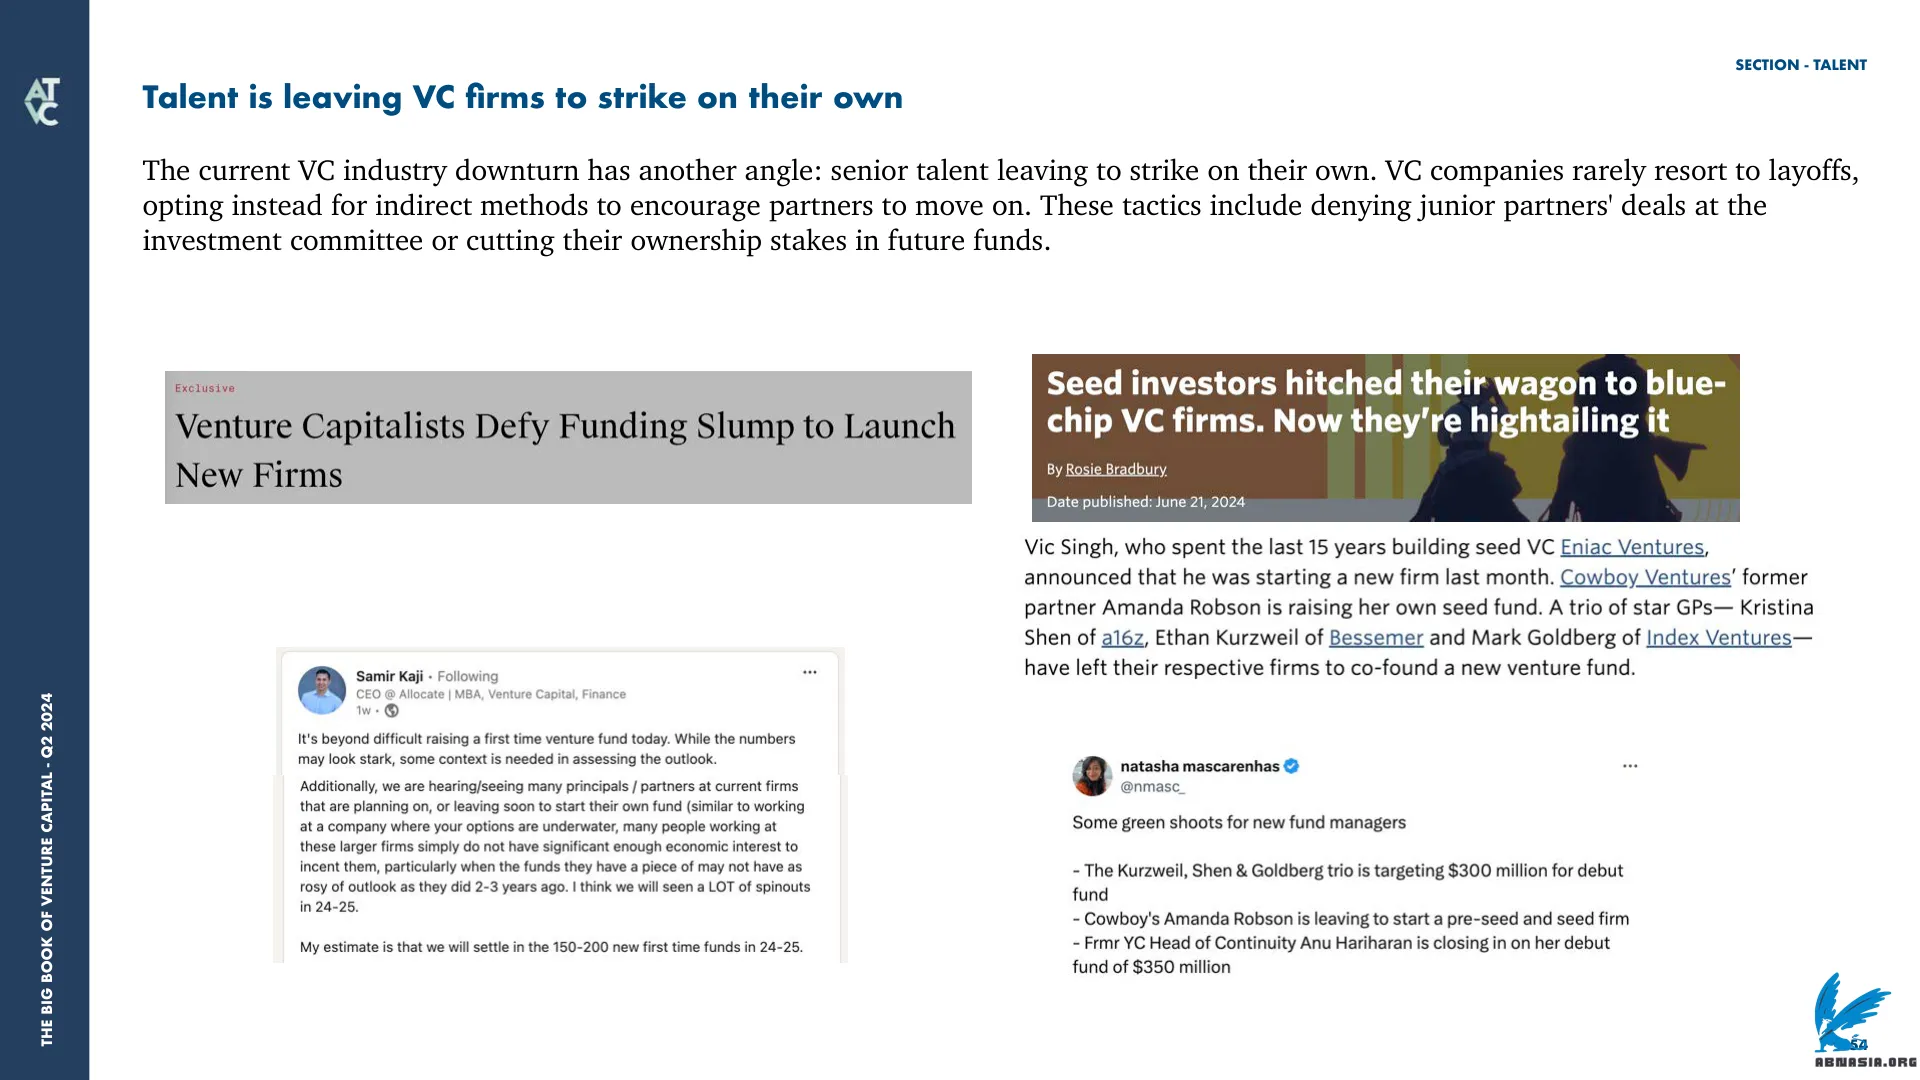 SECTION - TALENT
AT
VC
Talent is leaving VC firms to strike on their own
The current VC industry downturn has another angle: senior talent leaving to strike on their own. VC companies rarely resort to layoffs,
opting instead for indirect methods to encourage partners to move on. These tactics include denying junior partners' deals at the
investment committee or cutting their ownership stakes in future funds.
Exclusive
Venture Capitalists Defy Funding Slump to Launch
New Firms
Seed investors hitched their wagon to blue-
chip VC firms. Now they're hightailing it
By Rosie Bradbury
Date published: June 21, 2024
Vic Singh, who spent the last 15 years building seed VC Eniac Ventures,
announced that he was starting a new firm last month. Cowboy Ventures' former
partner Amanda Robson is raising her own seed fund. A trio of star GPs— Kristina
Shen of a16z, Ethan Kurzweil of Bessemer and Mark Goldberg of Index Ventures—
have left their respective firms to co-found a new venture fund.
Samir Kaji • Following
CEO @ Allocate | MBA, Venture Capital, Finance
1w •
It's beyond difficult raising a first time venture fund today. While the numbers
may look stark, some context is needed in assessing the outlook.
Additionally, we are hearing/seeing many principals / partners at current firms
that are planning on, or leaving soon to start their own fund (similar to working
at a company where your options are underwater, many people working at
these larger firms simply do not have significant enough economic interest to
incent them, particularly when the funds they have a piece of may not have as
rosy of outlook as they did 2-3 years ago. I think we will seen a LOT of spinouts
in 24-25.
My estimate is that we will settle in the 150-200 new first time funds in 24-25.
natasha mascarenhas
@nmasc_
Some green shoots for new fund managers
- The Kurzweil, Shen & Goldberg trio is targeting $300 million for debut
fund
- Cowboy's Amanda Robson is leaving to start a pre-seed and seed firm
- Frmr YC Head of Continuity Anu Hariharan is closing in on her debut
fund of $350 million
THE BIG BOOK OF VENTURE CAPITAL - Q2 2024
54
ABNASIA.ORG